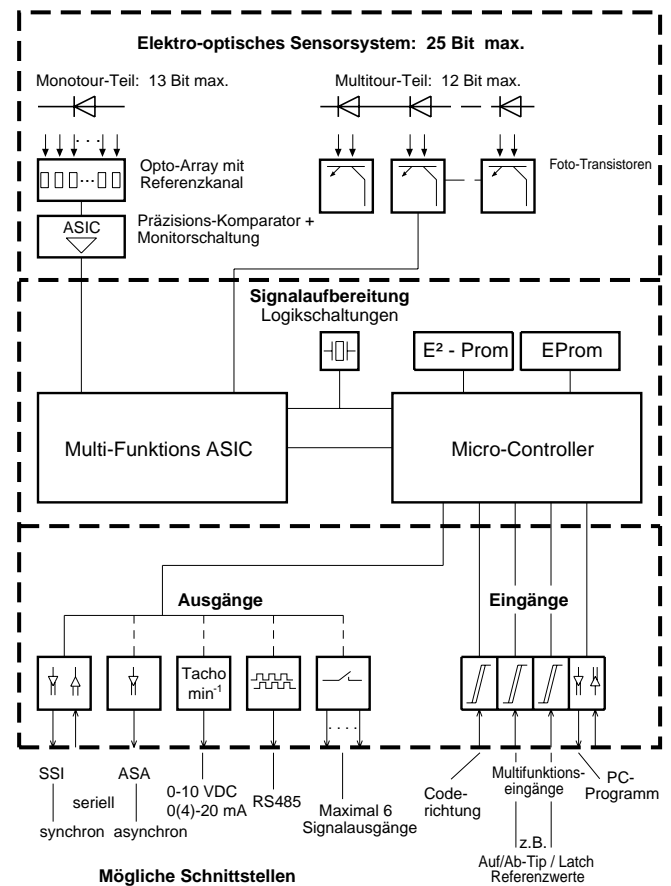 Elektro-optisches Sensorsystem: 25 Bit max.
Monotour-Teil: 13 Bit max.
Multitour-Teil: 12 Bit max.
Opto-Array mit
Referenzkanal
Foto-Transistoren
ASIC
Präzisions-Komparator +
Monitorschaltung
Signalaufbereitung
Logikschaltungen
E² - Prom
EProm
Multi-Funktions ASIC
Micro-Controller
Ausgänge
Eingänge
Tacho
min⁻¹
SSI
ASA
seriell
synchron
asynchron
0-10 VDC
0(4)-20 mA
RS485
Maximal 6
Signalausgänge
Code-
richtung
Multifunktions-
eingänge
PC-
Programm
z.B.
Auf/Ab-Tip / Latch
Referenzwerte
Mögliche Schnittstellen